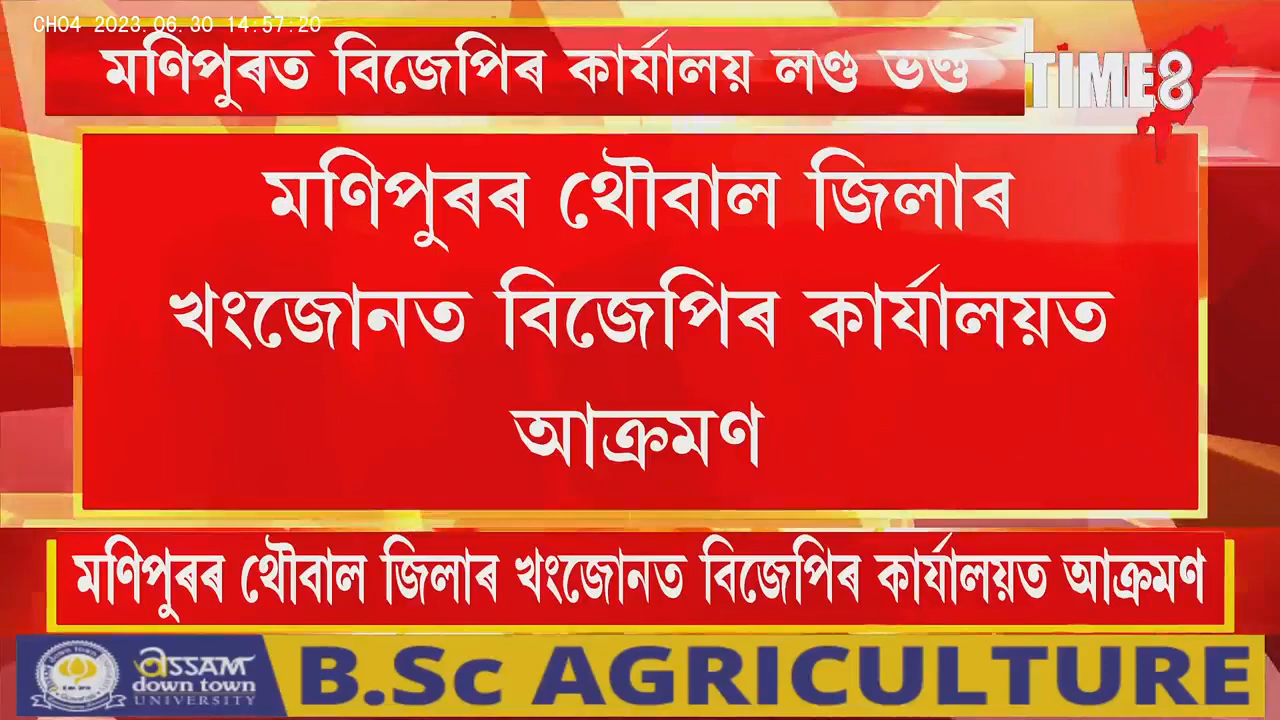 CH04 2023.06.30 14:57:20
মণিপুৰত বিজেপিৰ কাৰ্যালয় লণ্ড ভণ্ড
TIME8
মণিপুৰৰ থৌবাল জিলাৰ
খংজোনত বিজেপিৰ কাৰ্যালয়ত
আক্ৰমণ
মণিপুৰৰ থৌবাল জিলাৰ খংজোনত বিজেপিৰ কাৰ্যালয়ত আক্ৰমণ
assam
down town
UNIVERSITY
B.Sc AGRICULTURE